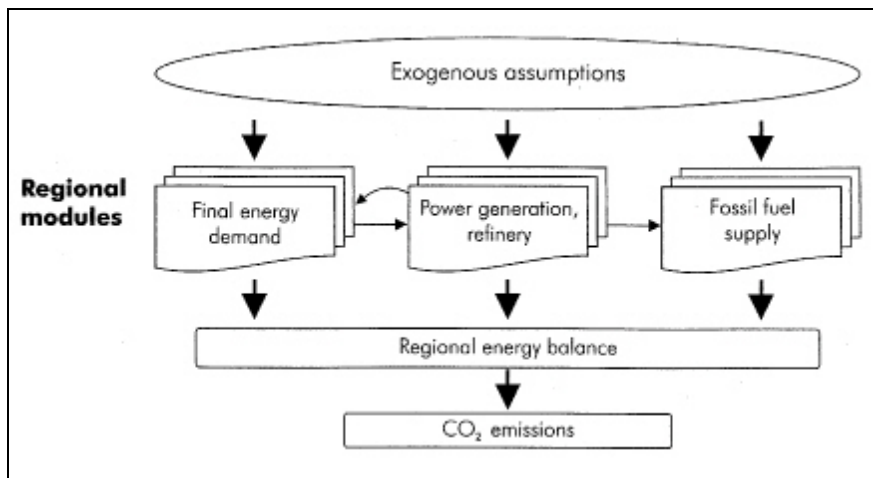 Exogenous assumptions
Regional
modules
Final energy
demand
Power generation,
refinery
Fossil fuel
supply
Regional energy balance
CO₂ emissions